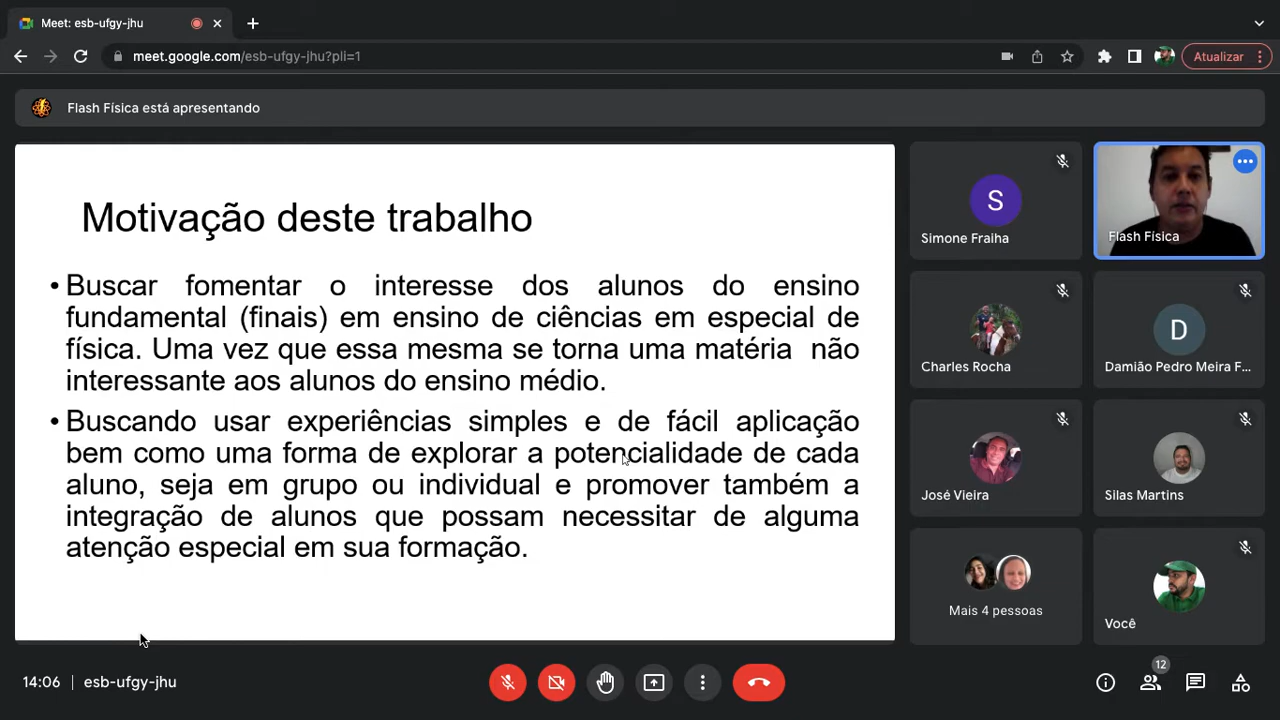 Meet: esb-ufgy-jhu
meet.google.com/esb-ufgy-jhu?pli=1
Atualizar
Flash Física está apresentando
Motivação deste trabalho
• Buscar fomentar o interesse dos alunos do ensino
fundamental (finais) em ensino de ciências em especial de
física. Uma vez que essa mesma se torna uma matéria não
interessante aos alunos do ensino médio.
• Buscando usar experiências simples e de fácil aplicação
bem como uma forma de explorar a potencialidade de cada
aluno, seja em grupo ou individual e promover também a
integração de alunos que possam necessitar de alguma
atenção especial em sua formação.
S
Simone Fraiha
Flash Física
Charles Rocha
D
Damião Pedro Meira F...
José Vieira
Silas Martins
Mais 4 pessoas
Você
14:06 | esb-ufgy-jhu
12